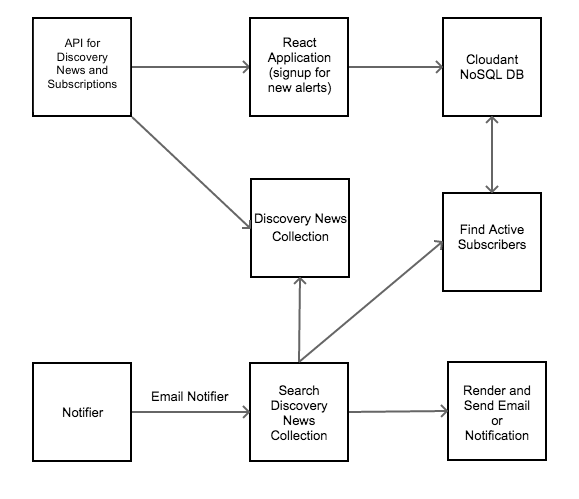 API for
Discovery
News and
Subscriptions
React
Application
(signup for
new alerts)
Cloudant
NoSQL DB
Discovery News
Collection
Find Active
Subscribers
Notifier
Email Notifier
Search
Discovery
News
Collection
Render and
Send Email
or
Notification